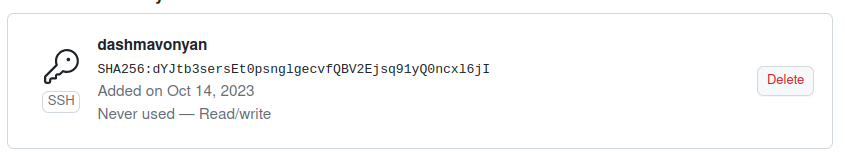 dashmavonyan
SHA256:dYJtb3sersEt0psnglgecvfQBV2Ejsq91yQ0ncxl6jI
Added on Oct 14, 2023
Never used — Read/write
SSH
Delete